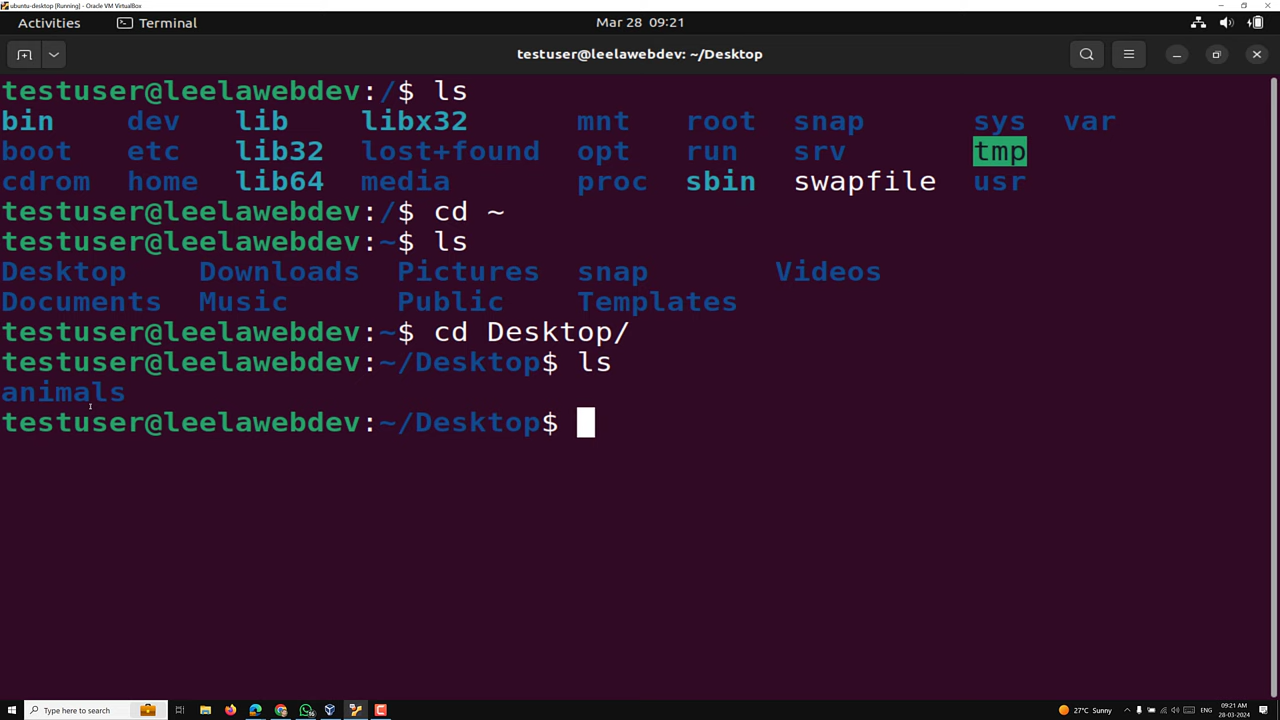 ubuntu-desktop [Running] - Oracle VM VirtualBox
Activities Terminal Mar 28 09:21
testuser@leelawebdev: ~/Desktop
testuser@leelawebdev:/$ ls
bin dev lib libx32 mnt root snap sys var
boot etc lib32 lost+found opt run srv tmp
cdrom home lib64 media proc sbin swapfile usr
testuser@leelawebdev:/$ cd ~
testuser@leelawebdev:~$ ls
Desktop Downloads Pictures snap Videos
Documents Music Public Templates
testuser@leelawebdev:~$ cd Desktop/
testuser@leelawebdev:~/Desktop$ ls
animals
testuser@leelawebdev:~/Desktop$
Type here to search 27°C Sunny ENG 09:21 AM
28-03-2024